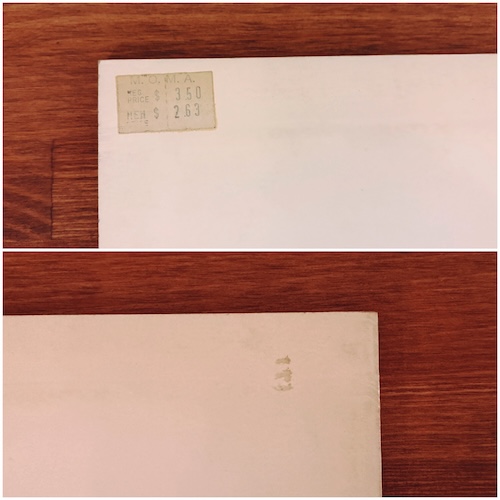 M. O. M. A.
PRICE $ 3.50
MEM $ 2.63